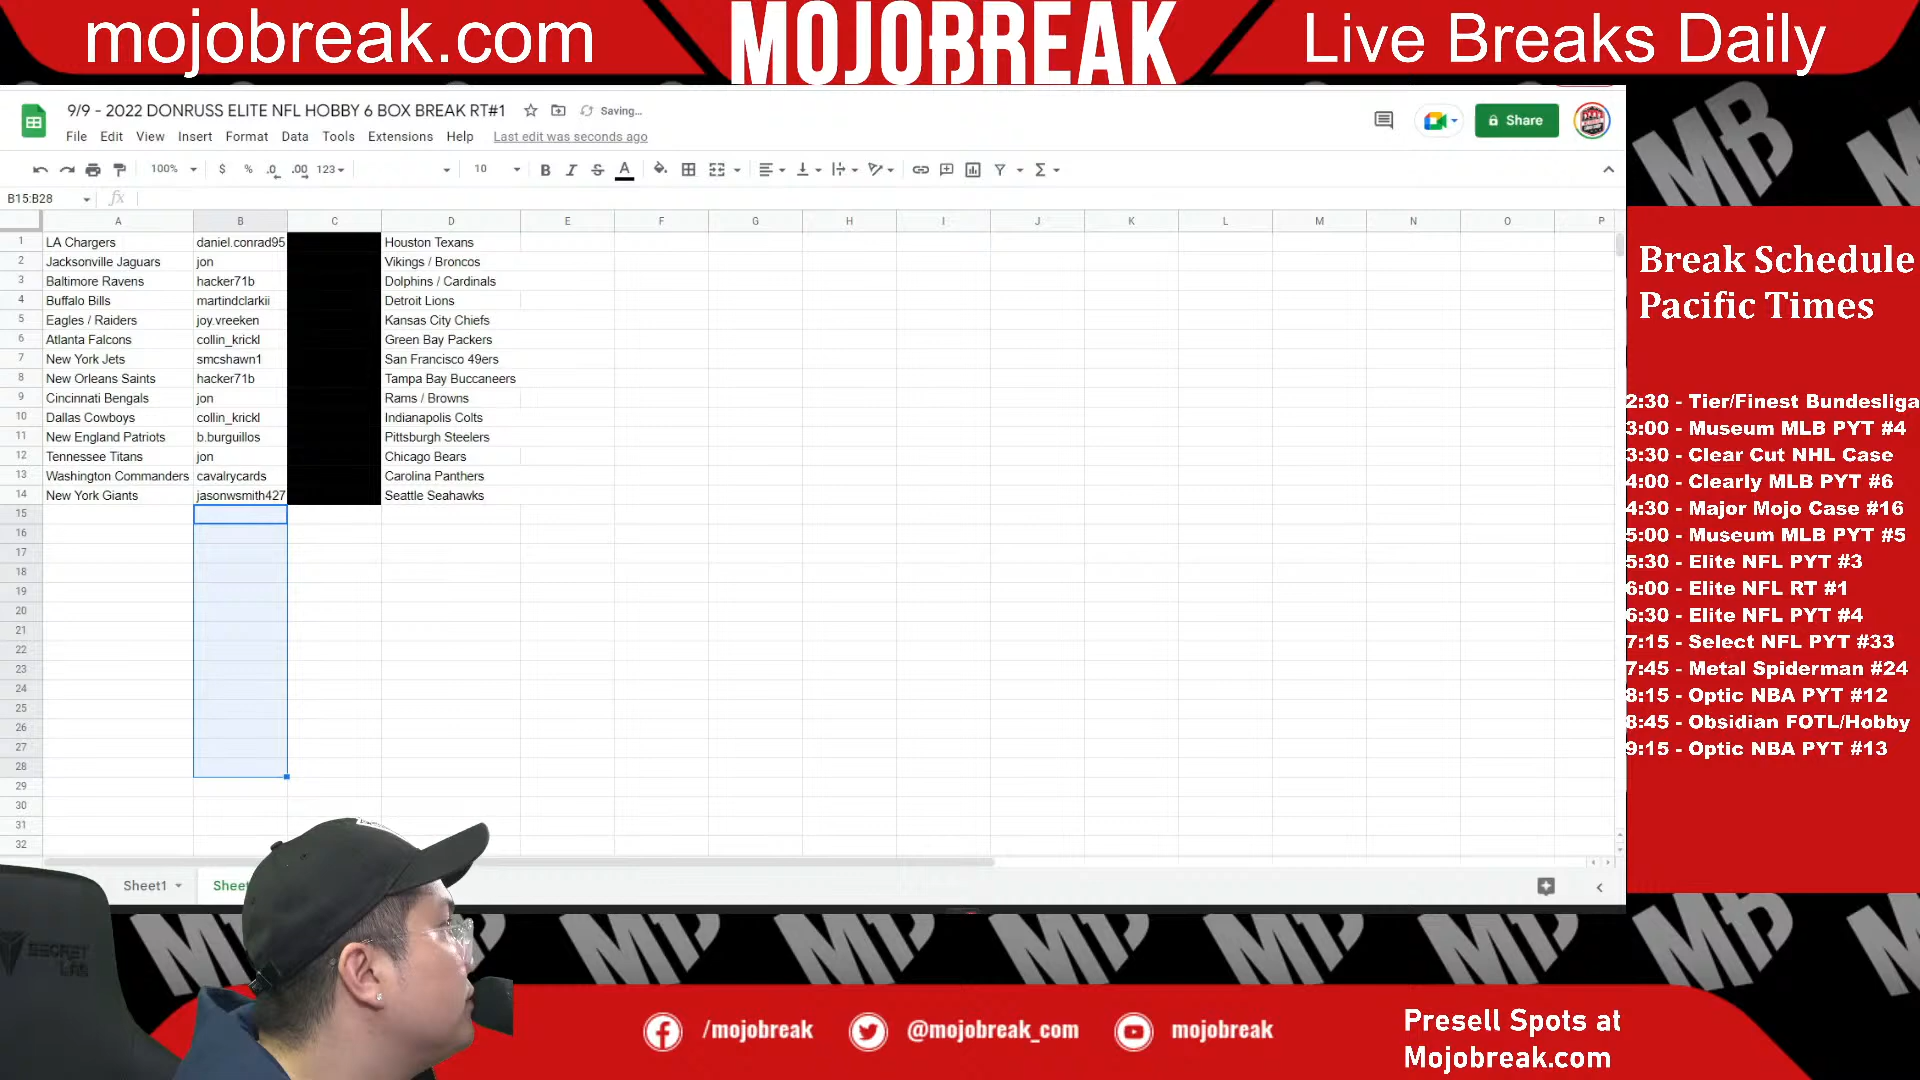 mojobreak.com
MOJOBREAK
Live Breaks Daily
9/9 - 2022 DONRUSS ELITE NFL HOBBY 6 BOX BREAK RT#1
Saving...
File Edit View Insert Format Data Tools Extensions Help Last edit was seconds ago
Share
100% $ % .0 .00 123 10 B I S A
B15:B28 fx
A B C D E F G H I J K L M N O P
1 LA Chargers daniel.conrad95 Houston Texans
2 Jacksonville Jaguars jon Vikings / Broncos
3 Baltimore Ravens hacker71b Dolphins / Cardinals
4 Buffalo Bills martindclarkii Detroit Lions
5 Eagles / Raiders joy.vreeken Kansas City Chiefs
6 Atlanta Falcons collin_krickl Green Bay Packers
7 New York Jets smcshawn1 San Francisco 49ers
8 New Orleans Saints hacker71b Tampa Bay Buccaneers
9 Cincinnati Bengals jon Rams / Browns
10 Dallas Cowboys collin_krickl Indianapolis Colts
11 New England Patriots b.burguillos Pittsburgh Steelers
12 Tennessee Titans jon Chicago Bears
13 Washington Commanders cavalrycards Carolina Panthers
14 New York Giants jasonwsmith427 Seattle Seahawks
15
16
17
18
19
20
21
22
23
24
25
26
27
28
29
30
31
32
Sheet1 Sheet
Break Schedule
Pacific Times
2:30 - Tier/Finest Bundesliga
3:00 - Museum MLB PYT #4
3:30 - Clear Cut NHL Case
4:00 - Clearly MLB PYT #6
4:30 - Major Mojo Case #16
5:00 - Museum MLB PYT #5
5:30 - Elite NFL PYT #3
6:00 - Elite NFL RT #1
6:30 - Elite NFL PYT #4
7:15 - Select NFL PYT #33
7:45 - Metal Spiderman #24
8:15 - Optic NBA PYT #12
8:45 - Obsidian FOTL/Hobby
9:15 - Optic NBA PYT #13
SECRET
LAB
/mojobreak
@mojobreak_com
mojobreak
Presell Spots at
Mojobreak.com